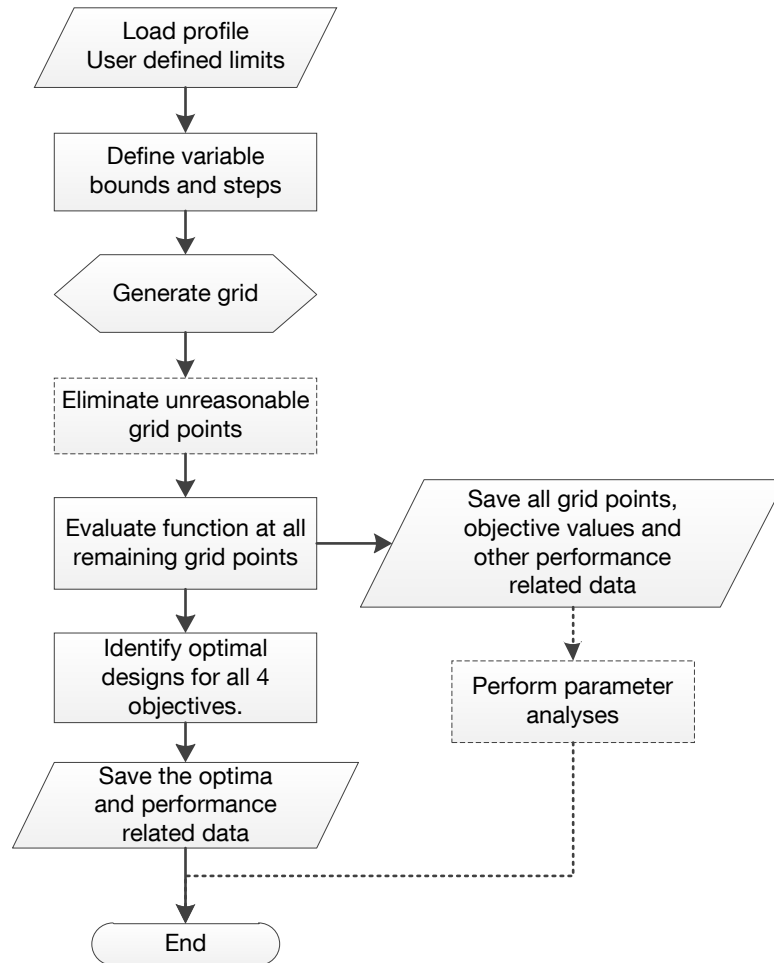 Load profile
User defined limits
Define variable
bounds and steps
Generate grid
Eliminate unreasonable
grid points
Evaluate function at all
remaining grid points
Save all grid points,
objective values and
other performance
related data
Identify optimal
designs for all 4
objectives.
Perform parameter
analyses
Save the optima
and performance
related data
End